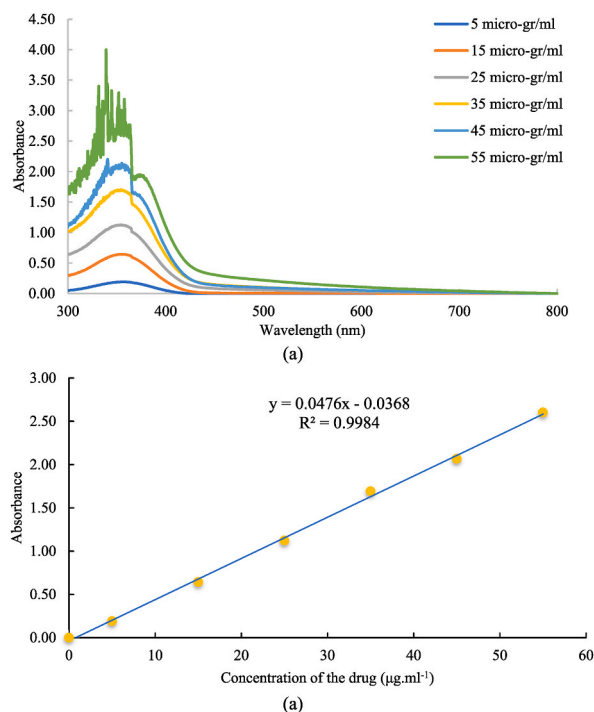 4.50
4.00
3.50
3.00
2.50
2.00
1.50
1.00
0.50
0.00
Absorbance
5 micro-gr/ml
15 micro-gr/ml
25 micro-gr/ml
35 micro-gr/ml
45 micro-gr/ml
55 micro-gr/ml
300 400 500 600 700 800
Wavelength (nm)
(a)
3.00
2.50
2.00
1.50
1.00
0.50
0.00
Absorbance
y = 0.0476x - 0.0368
R² = 0.9984
0 10 20 30 40 50 60
Concentration of the drug (µg.ml⁻¹)
(a)